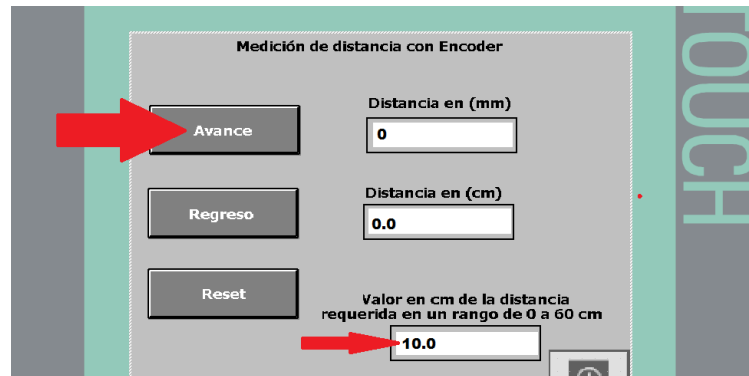 Medición de distancia con Encoder
Avance
Distancia en (mm)
0
Regreso
Distancia en (cm)
0.0
Reset
Valor en cm de la distancia
requerida en un rango de 0 a 60 cm
10.0
TOUCH